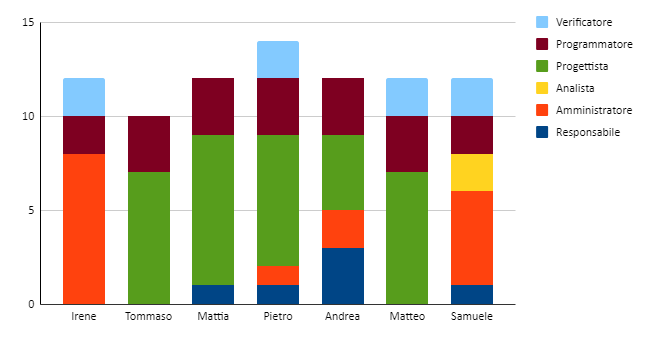 15
10
5
0
Irene
Tommaso
Mattia
Pietro
Andrea
Matteo
Samuele
Verificatore
Programmatore
Progettista
Analista
Amministratore
Responsabile